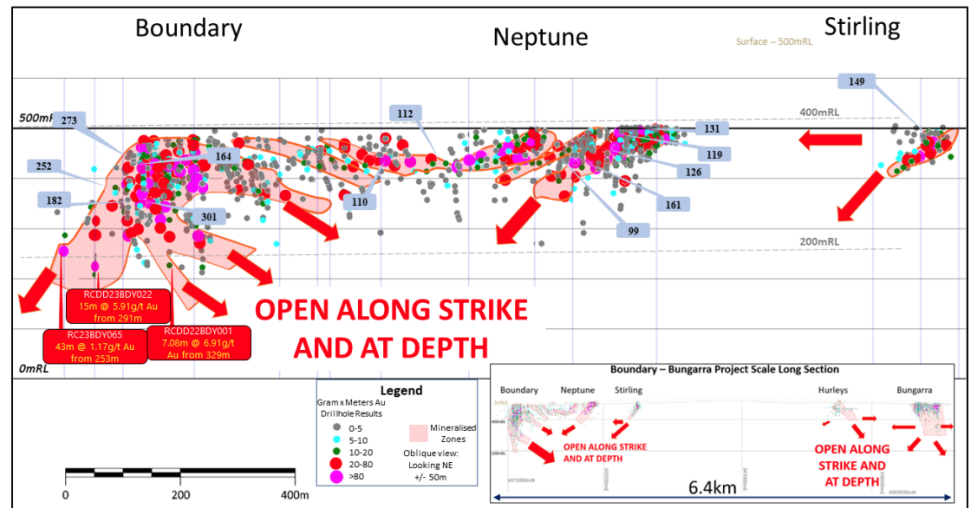 Boundary
Neptune
Stirling
Surface – 500mRL
500mRL
400mRL
273
112
149
131
164
119
252
126
182
110
161
301
99
200mRL
RCDD23BDY022
15m @ 5.91g/t Au
from 291m
RC23BDY065
43m @ 1.17g/t Au
from 253m
RCDD22BDY001
7.08m @ 6.91g/t
Au from 329m
OPEN ALONG STRIKE
AND AT DEPTH
0mRL
Legend
Gram x Meters Au
Drillhole Results
0-5
5-10
10-20
20-80
>80
Mineralised
Zones
Oblique view:
Looking NE
+/- 50m
0
200
400m
Boundary – Bungarra Project Scale Long Section
Boundary
Neptune
Stirling
Hurleys
Bungarra
Surface
OPEN ALONG STRIKE
AND AT DEPTH
OPEN ALONG
STRIKE AND
AT DEPTH
6.4km